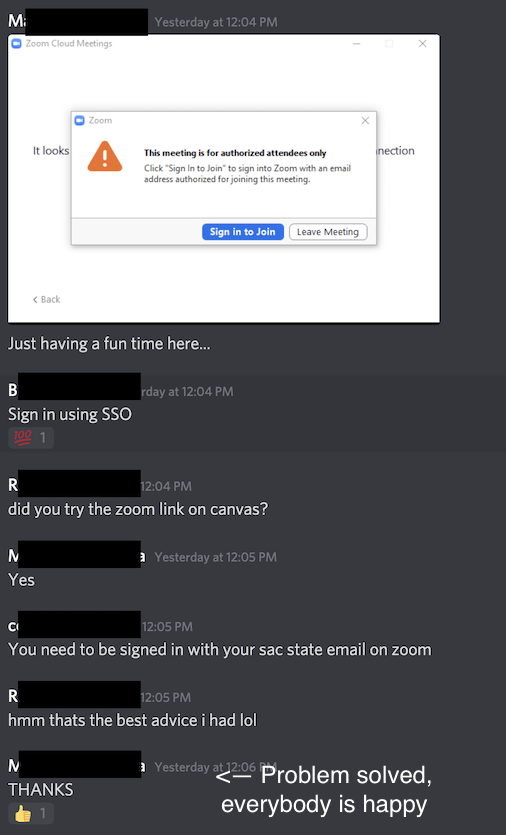 Ma Yesterday at 12:04 PM
Zoom Cloud Meetings
Zoom
It looks
nection
This meeting is for authorized attendees only
Click "Sign In to Join" to sign into Zoom with an email
address authorized for joining this meeting.
Sign in to Join Leave Meeting
< Back
Just having a fun time here...
B rday at 12:04 PM
Sign in using SSO
💯 1
R 12:04 PM
did you try the zoom link on canvas?
M a Yesterday at 12:05 PM
Yes
c 12:05 PM
You need to be signed in with your sac state email on zoom
R 12:05 PM
hmm thats the best advice i had lol
M a Yesterday at 12:06 PM
THANKS
<— Problem solved,
everybody is happy
👍 1